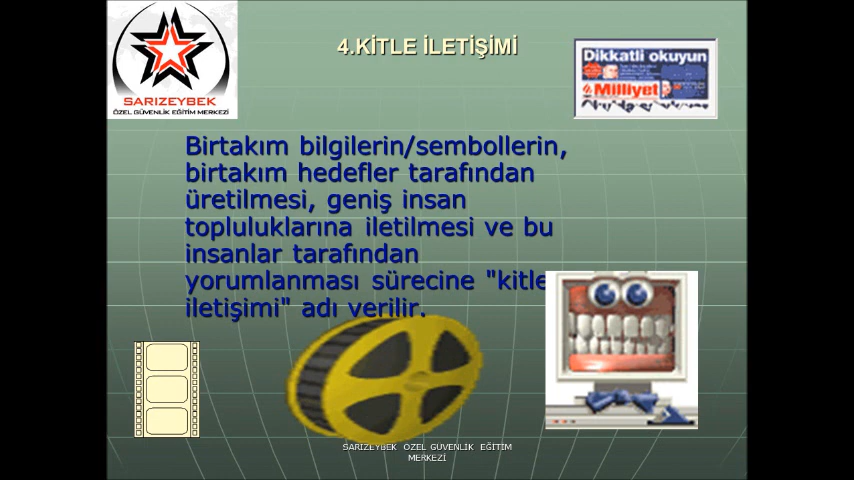 4.KİTLE İLETİŞİMİ
SARIZEYBEK
ÖZEL GÜVENLİK EĞİTİM MERKEZİ
Dikkatli okuyun
Milliyet
Birtakım bilgilerin/sembollerin,
birtakım hedefler tarafından
üretilmesi, geniş insan
topluluklarına iletilmesi ve bu
insanlar tarafından
yorumlanması sürecine "kitle
iletişimi" adı verilir.
SARIZEYBEK ÖZEL GÜVENLİK EĞİTİM
MERKEZİ